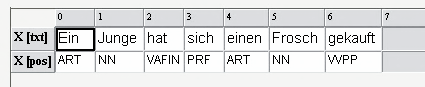 0 1 2 3 4 5 6 7
X [txt] Ein Junge hat sich einen Frosch gekauft
X [pos] ART NN VAFIN PRF ART NN VVPP